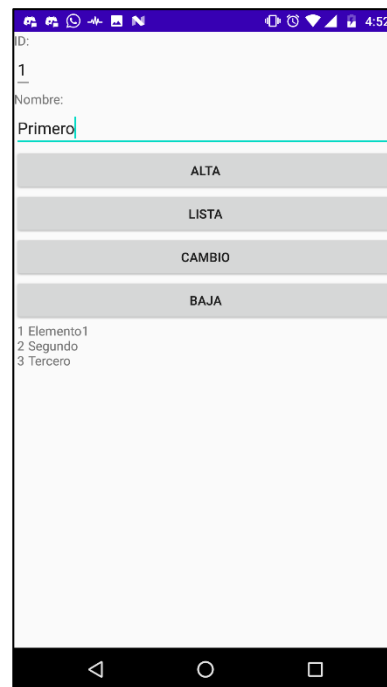 4:52
ID:
1
Nombre:
Primero
ALTA
LISTA
CAMBIO
BAJA
1 Elemento1
2 Segundo
3 Tercero